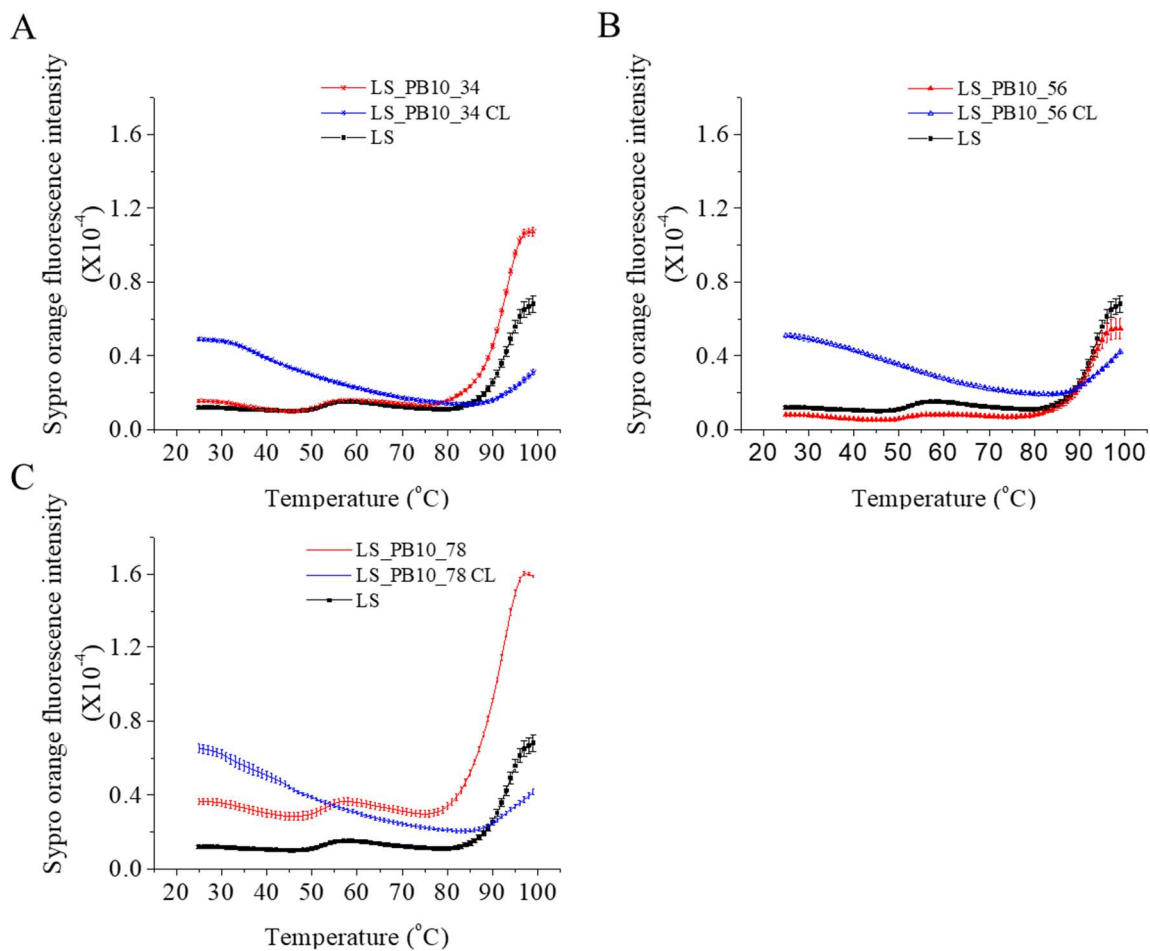 A
LS_PB10_34
LS_PB10_34 CL
LS
Sypro orange fluorescence intensity
(X10⁻⁴)
1.6
1.2
0.8
0.4
0.0
20 30 40 50 60 70 80 90 100
Temperature (°C)
B
LS_PB10_56
LS_PB10_56 CL
LS
Sypro orange fluorescence intensity
(X10⁻⁴)
1.6
1.2
0.8
0.4
0.0
20 30 40 50 60 70 80 90 100
Temperature (°C)
C
LS_PB10_78
LS_PB10_78 CL
LS
Sypro orange fluorescence intensity
(X10⁻⁴)
1.6
1.2
0.8
0.4
0.0
20 30 40 50 60 70 80 90 100
Temperature (°C)